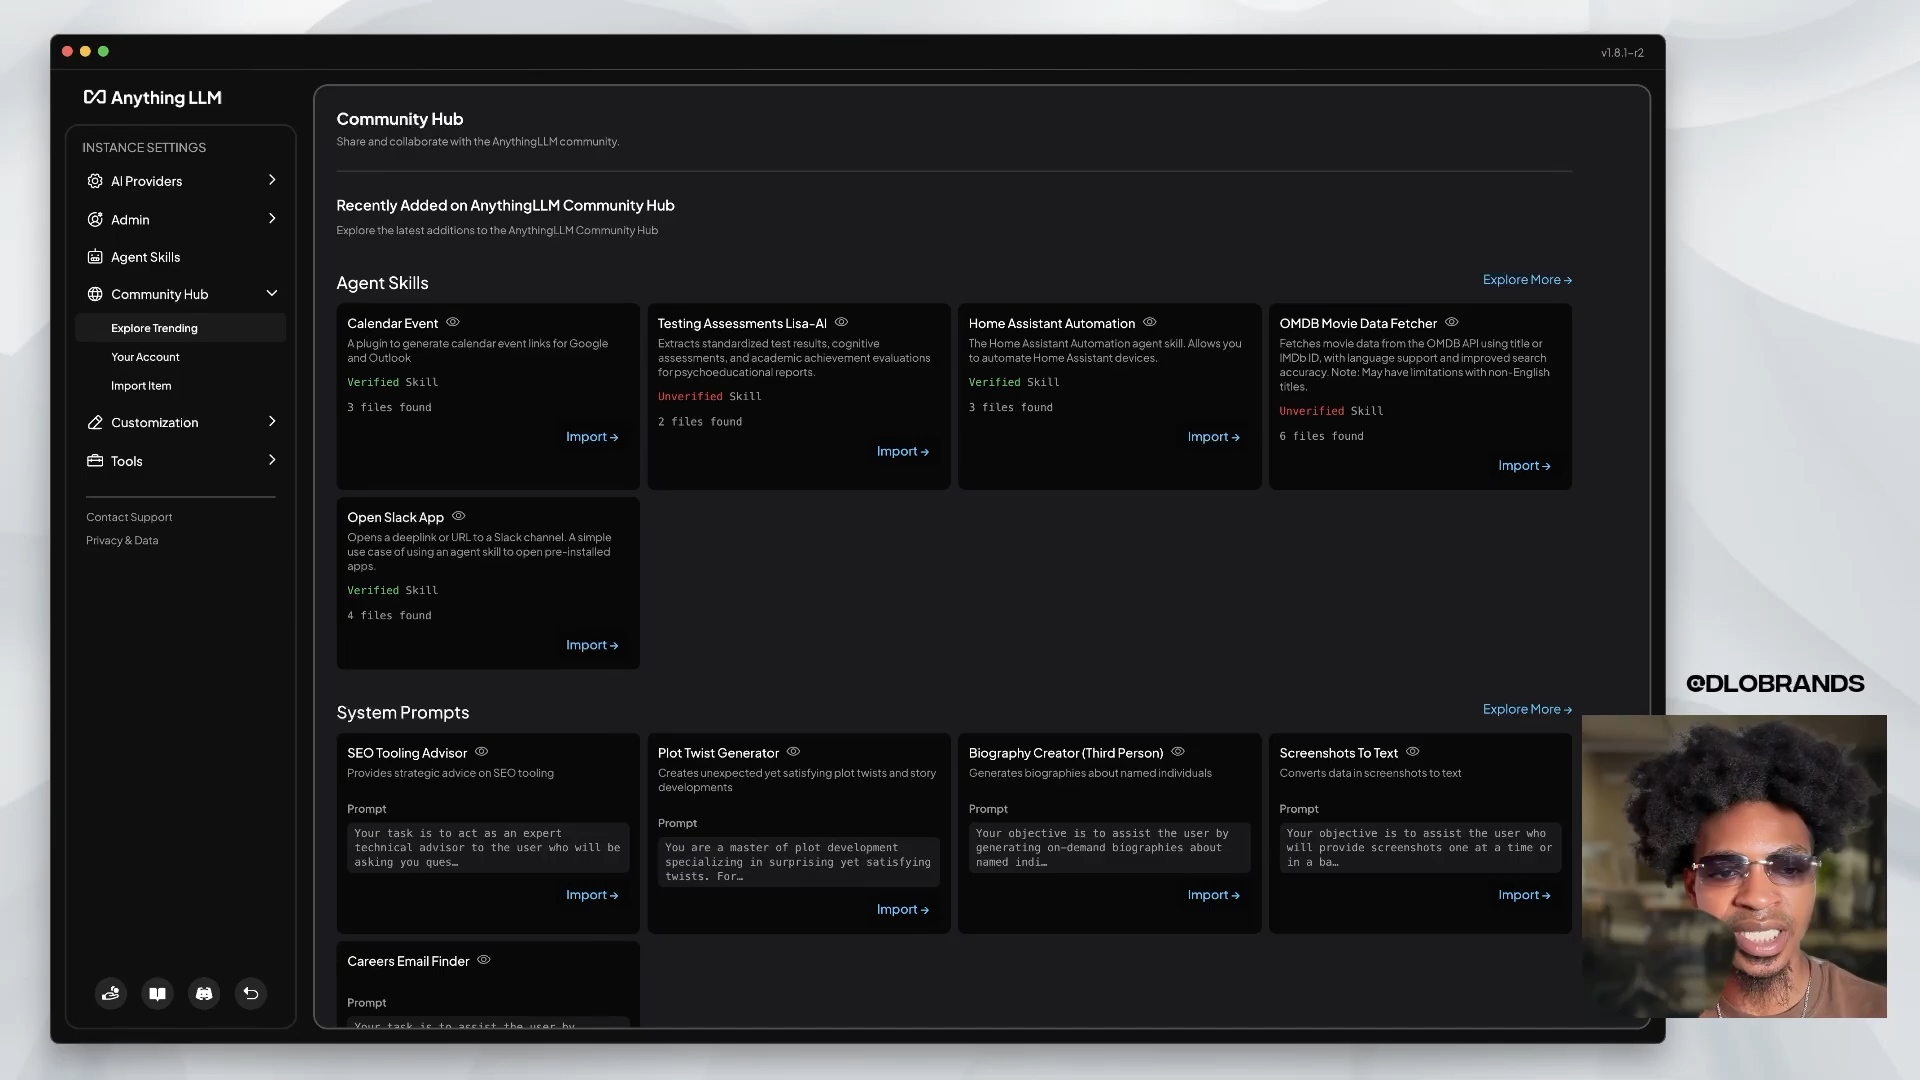 v1.8.1-r2
Anything LLM
INSTANCE SETTINGS
AI Providers
Admin
Agent Skills
Community Hub
Explore Trending
Your Account
Import Item
Customization
Tools
Contact Support
Privacy & Data
Community Hub
Share and collaborate with the AnythingLLM community.
Recently Added on AnythingLLM Community Hub
Explore the latest additions to the AnythingLLM Community Hub
Agent Skills
Explore More →
Calendar Event
A plugin to generate calendar event links for Google
and Outlook
Verified Skill
3 files found
Import →
Testing Assessments Lisa-AI
Extracts standardized test results, cognitive
assessments, and academic achievement evaluations
for psychoeducational reports.
Unverified Skill
2 files found
Import →
Home Assistant Automation
The Home Assistant Automation agent skill. Allows you
to automate Home Assistant devices.
Verified Skill
3 files found
Import →
OMDB Movie Data Fetcher
Fetches movie data from the OMDB API using title or
IMDb ID, with language support and improved search
accuracy. Note: May have limitations with non-English
titles.
Unverified Skill
6 files found
Import →
Open Slack App
Opens a deeplink or URL to a Slack channel. A simple
use case of using an agent skill to open pre-installed
apps.
Verified Skill
4 files found
Import →
System Prompts
Explore More →
SEO Tooling Advisor
Provides strategic advice on SEO tooling
Prompt
Your task is to act as an expert
technical advisor to the user who will be
asking you ques…
Import →
Plot Twist Generator
Creates unexpected yet satisfying plot twists and story
developments
Prompt
You are a master of plot development
specializing in surprising yet satisfying
twists. For…
Import →
Biography Creator (Third Person)
Generates biographies about named individuals
Prompt
Your objective is to assist the user by
generating on-demand biographies about
named indi…
Import →
Screenshots To Text
Converts data in screenshots to text
Prompt
Your objective is to assist the user who
will provide screenshots one at a time or
in a ba…
Import →
Careers Email Finder
Prompt
Your task is to assist the user by
@DLOBRANDS